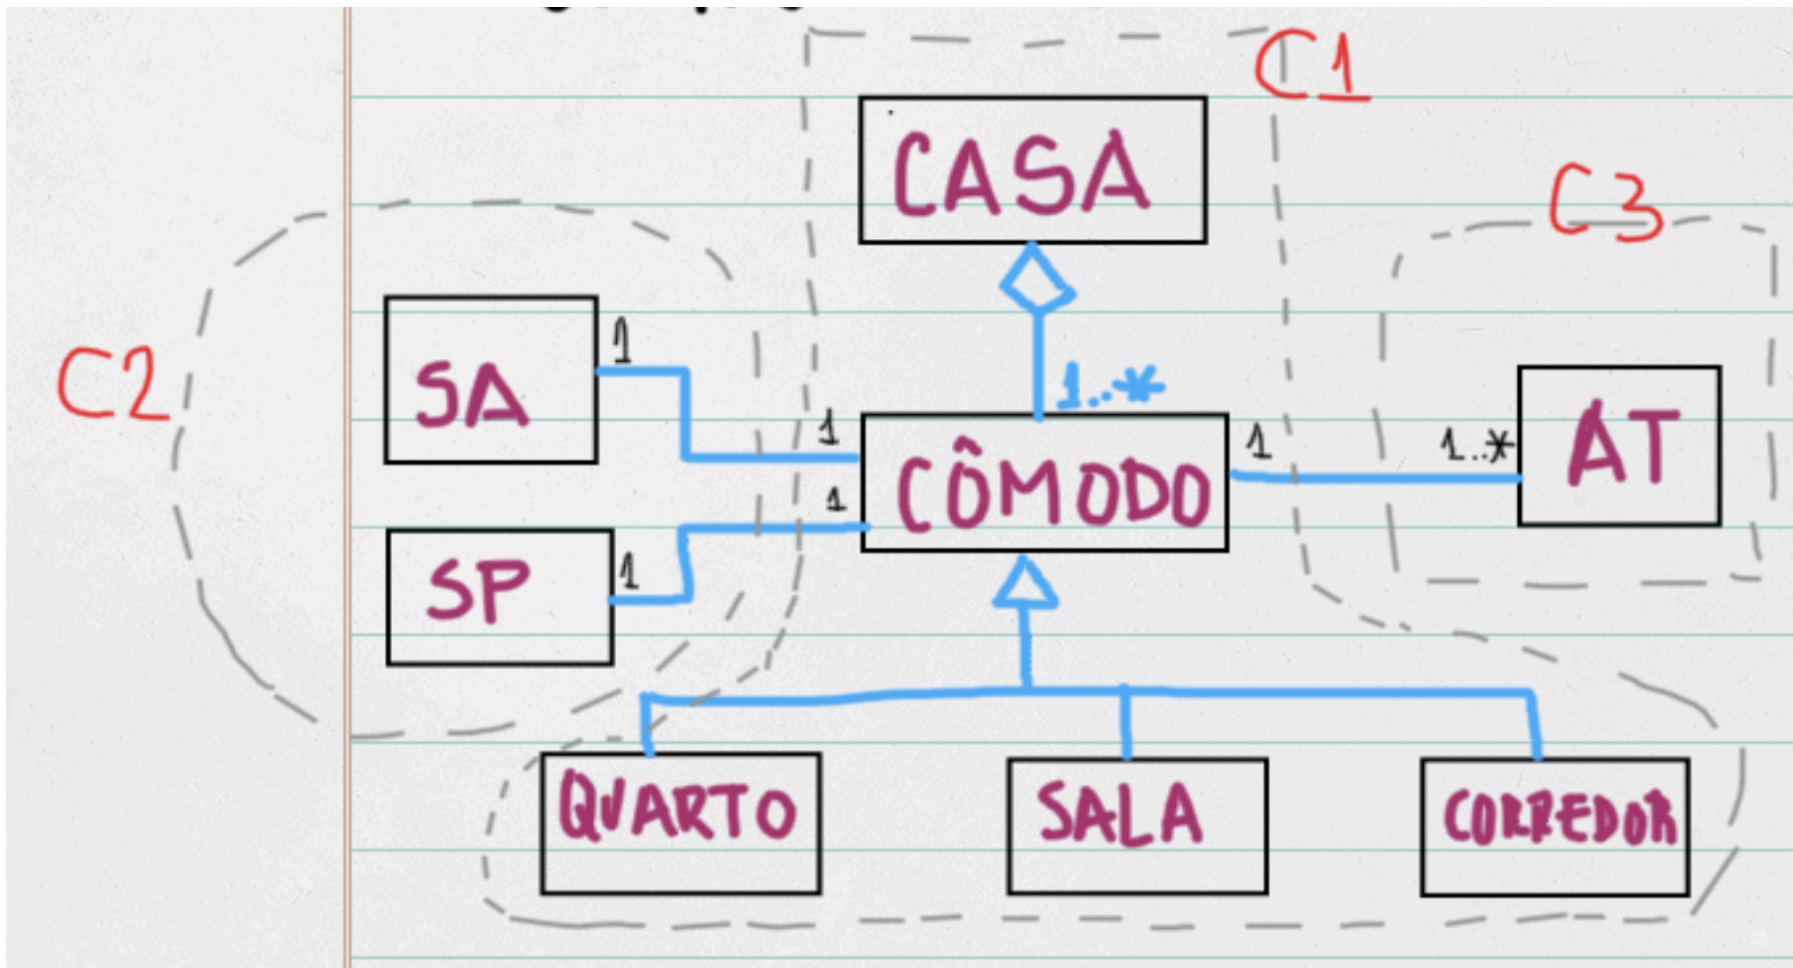 C1
CASA
C3
C2
SA
1
1
1..*
CÔMODO
1
1..*
AT
SP
1
1
QUARTO
SALA
CORREDOR